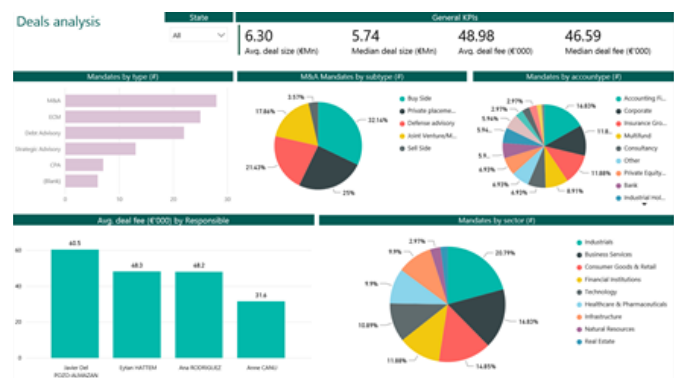 Deals analysis
State
All
General KPIs
6.30
Avg. deal size (€Mn)
5.74
Median deal size (€Mn)
48.98
Avg. deal fee (€'000)
46.59
Median deal fee (€'000)
Mandates by type (#)
M&A
ECM
Debt Advisory
Strategic Advisory
CPA
(Blank)
0
10
20
30
M&A Mandates by subtype (#)
3.57%
17.86%
21.43%
25%
32.14%
Buy Side
Private placeme...
Defense advisory
Joint Venture/M...
Sell Side
Mandates by accountype (#)
2.97%
2.97%
5.94%
5.94...
5.9...
6.93%
6.93%
6.93%
8.91%
11.88%
11.8...
16.83%
Accounting Fi...
Corporate
Insurance Gro...
Multifund
Consultancy
Other
Private Equity...
Bank
Industrial Hol...
Avg. deal fee (€'000) by Responsible
60
40
20
0
60.5
48.3
48.2
31.6
Javier Del
POZO-ALMAZAN
Eytan HATTEM
Ana RODRIGUEZ
Anne CANU
Mandates by sector (#)
2.97%
9.9%
9.9%
10.89%
11.88%
14.85%
16.83%
20.79%
Industrials
Business Services
Consumer Goods & Retail
Financial Institutions
Technology
Healthcare & Pharmaceuticals
Infrastructure
Natural Resources
Real Estate